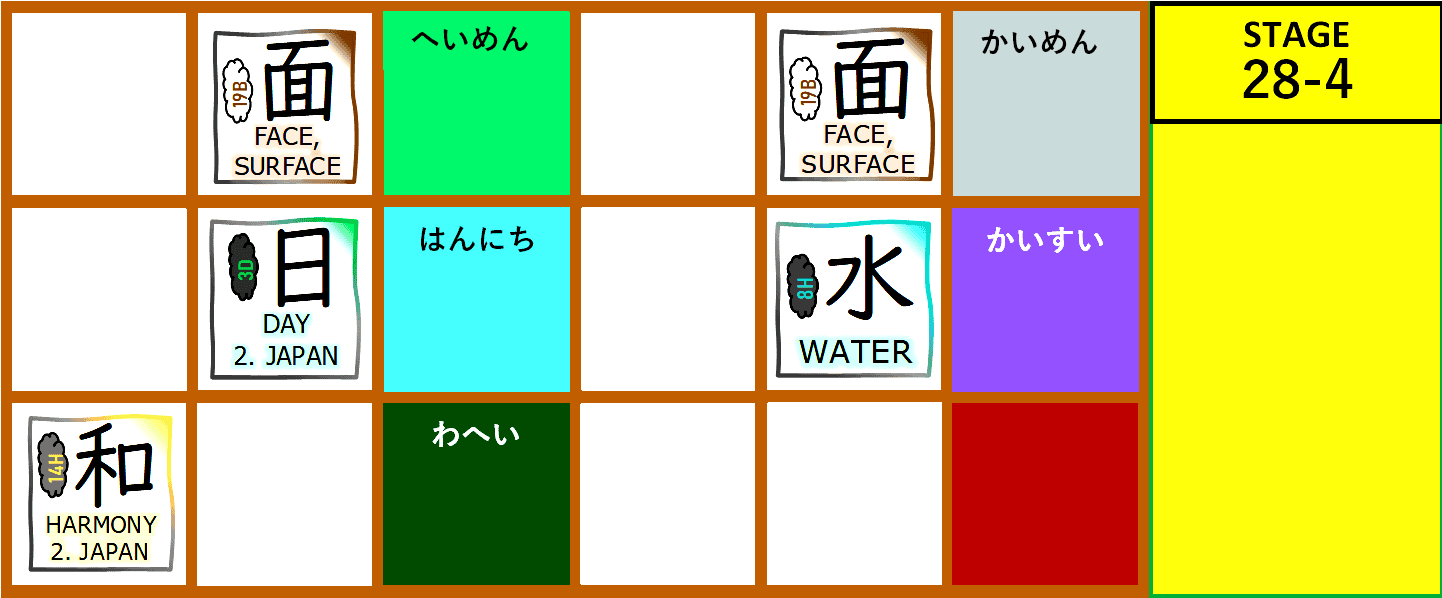 19B
面
FACE,
SURFACE
へいめん
19B
面
FACE,
SURFACE
かいめん
STAGE
28-4
3D
日
DAY
2. JAPAN
はんにち
8H
水
WATER
かいすい
14H
和
HARMONY
2. JAPAN
わへい